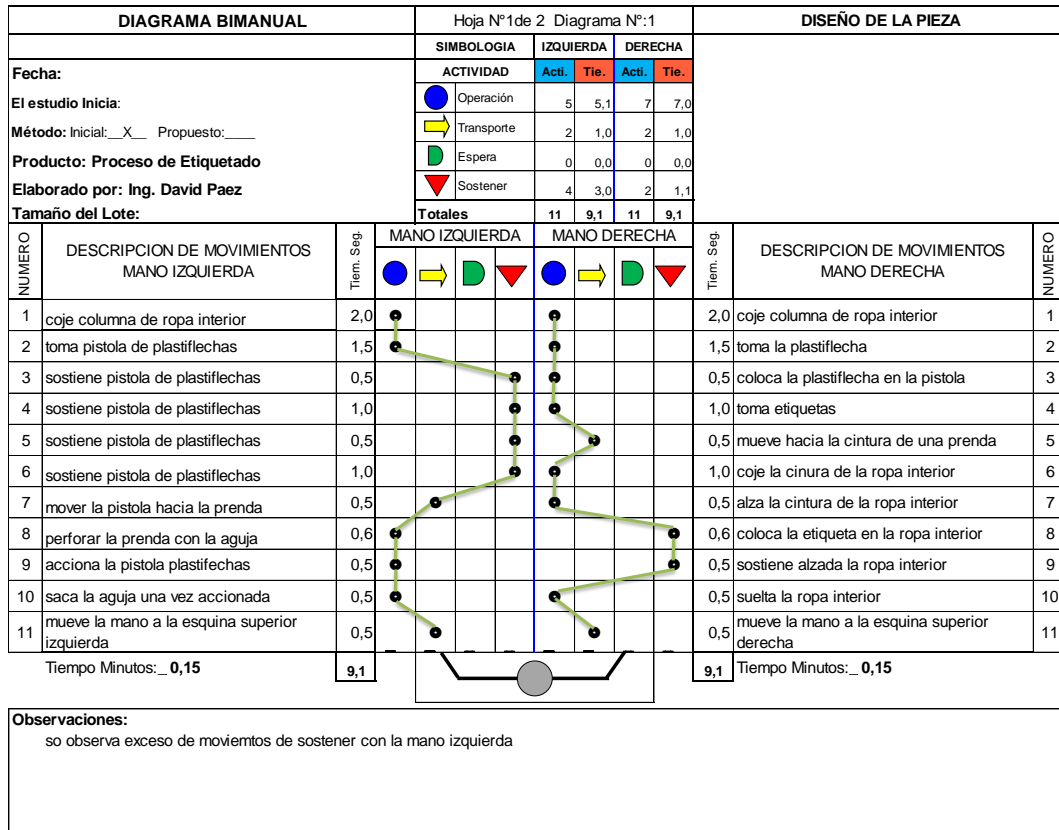 DIAGRAMA BIMANUAL
Hoja N°1de 2 Diagrama N°:1
DISEÑO DE LA PIEZA
SIMBOLOGIA IZQUIERDA DERECHA
Fecha:
ACTIVIDAD Acti. Tie. Acti. Tie.
El estudio Inicia:
Operación 5 5,1 7 7,0
Método: Inicial:__X__ Propuesto:____
Transporte 2 1,0 2 1,0
Producto: Proceso de Etiquetado
Espera 0 0,0 0 0,0
Elaborado por: Ing. David Paez
Sostener 4 3,0 2 1,1
Tamaño del Lote:
Totales 11 9,1 11 9,1
NUMERO
DESCRIPCION DE MOVIMIENTOS
MANO IZQUIERDA
Tiem. Seg.
MANO IZQUIERDA MANO DERECHA
Tiem. Seg.
DESCRIPCION DE MOVIMIENTOS
MANO DERECHA
NUMERO
1 coje columna de ropa interior 2,0 2,0 coje columna de ropa interior 1
2 toma pistola de plastiflechas 1,5 1,5 toma la plastiflecha 2
3 sostiene pistola de plastiflechas 0,5 0,5 coloca la plastiflecha en la pistola 3
4 sostiene pistola de plastiflechas 1,0 1,0 toma etiquetas 4
5 sostiene pistola de plastiflechas 0,5 0,5 mueve hacia la cintura de una prenda 5
6 sostiene pistola de plastiflechas 1,0 1,0 coje la cinura de la ropa interior 6
7 mover la pistola hacia la prenda 0,5 0,5 alza la cintura de la ropa interior 7
8 perforar la prenda con la aguja 0,6 0,6 coloca la etiqueta en la ropa interior 8
9 acciona la pistola plastifechas 0,5 0,5 sostiene alzada la ropa interior 9
10 saca la aguja una vez accionada 0,5 0,5 suelta la ropa interior 10
11 mueve la mano a la esquina superior
izquierda 0,5 0,5 mueve la mano a la esquina superior
derecha 11
Tiempo Minutos:_ 0,15 9,1 9,1 Tiempo Minutos:_ 0,15
Observaciones:
so observa exceso de moviemtos de sostener con la mano izquierda